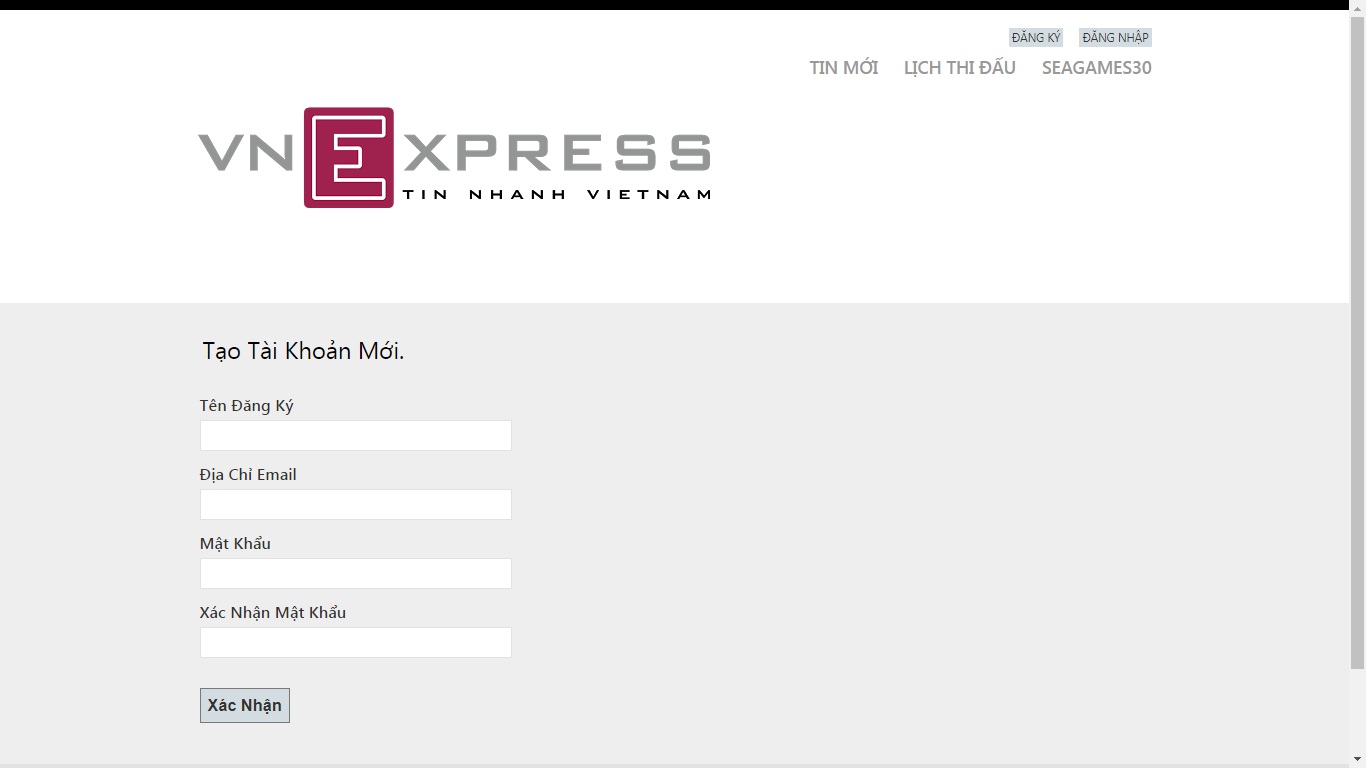 ĐĂNG KÝ ĐĂNG NHẬP
TIN MỚI LỊCH THI ĐẤU SEAGAMES30
VNEXPRESS
TIN NHANH VIETNAM
Tạo Tài Khoản Mới.
Tên Đăng Ký
Địa Chỉ Email
Mật Khẩu
Xác Nhận Mật Khẩu
Xác Nhận